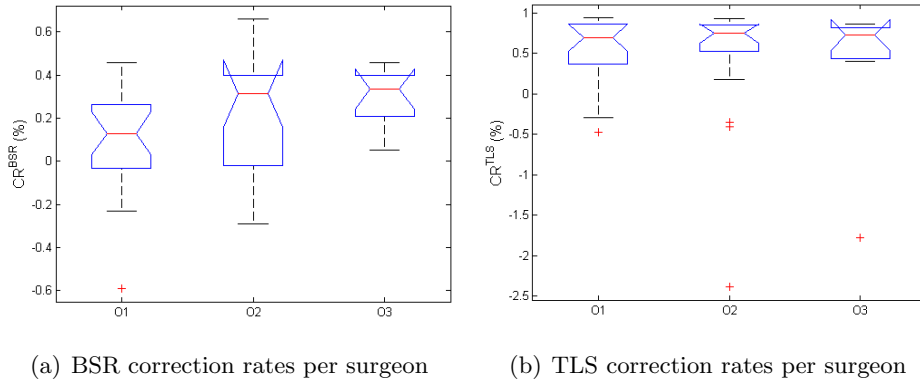 0.6
0.4
0.2
0
-0.2
-0.4
-0.6
CR^BSR (%)
O1 O2 O3
(a) BSR correction rates per surgeon
1
0.5
0
-0.5
-1
-1.5
-2
-2.5
CR^TLS (%)
O1 O2 O3
(b) TLS correction rates per surgeon